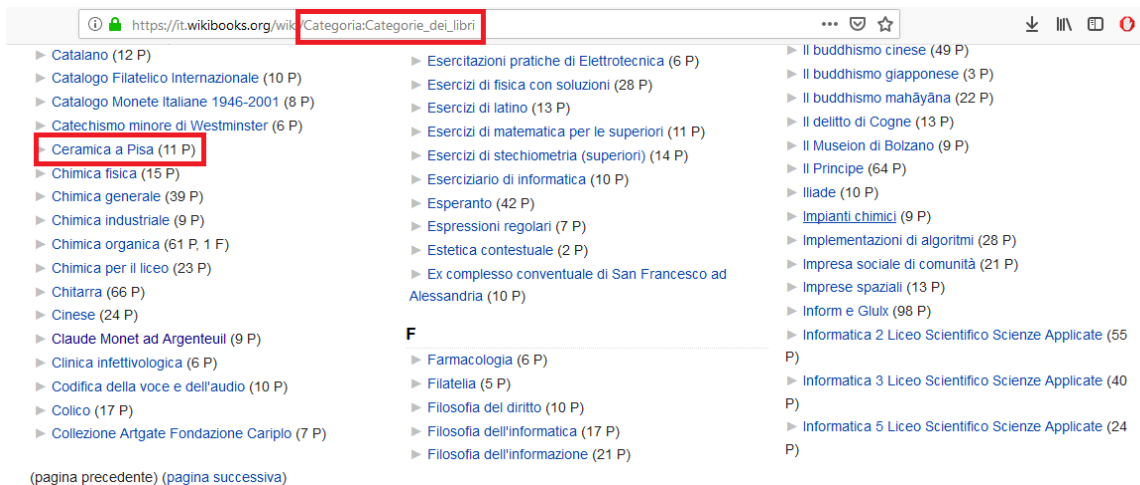 https://it.wikibooks.org/wiki/Categoria:Categorie_dei_libri
Catalano (12 P)
Catalogo Filatelico Internazionale (10 P)
Catalogo Monete Italiane 1946-2001 (8 P)
Catechismo minore di Westminster (6 P)
Ceramica a Pisa (11 P)
Chimica fisica (15 P)
Chimica generale (39 P)
Chimica industriale (9 P)
Chimica organica (61 P, 1 F)
Chimica per il liceo (23 P)
Chitarra (66 P)
Cinese (24 P)
Claude Monet ad Argenteuil (9 P)
Clinica infettivologica (6 P)
Codifica della voce e dell'audio (10 P)
Colico (17 P)
Collezione Artgate Fondazione Cariplo (7 P)
Esercitazioni pratiche di Elettrotecnica (6 P)
Esercizi di fisica con soluzioni (28 P)
Esercizi di latino (13 P)
Esercizi di matematica per le superiori (11 P)
Esercizi di stechiometria (superiori) (14 P)
Eserciziario di informatica (10 P)
Esperanto (42 P)
Espressioni regolari (7 P)
Estetica contestuale (2 P)
Ex complesso conventuale di San Francesco ad
Alessandria (10 P)
F
Farmacologia (6 P)
Filatelia (5 P)
Filosofia del diritto (10 P)
Filosofia dell'informatica (17 P)
Filosofia dell'informazione (21 P)
Il buddhismo cinese (49 P)
Il buddhismo giapponese (3 P)
Il buddhismo mahāyāna (22 P)
Il delitto di Cogne (13 P)
Il Museion di Bolzano (9 P)
Il Principe (64 P)
Iliade (10 P)
Impianti chimici (9 P)
Implementazioni di algoritmi (28 P)
Impresa sociale di comunità (21 P)
Imprese spaziali (13 P)
Inform e Glulx (98 P)
Informatica 2 Liceo Scientifico Scienze Applicate (55
P)
Informatica 3 Liceo Scientifico Scienze Applicate (40
P)
Informatica 5 Liceo Scientifico Scienze Applicate (24
P)
(pagina precedente) (pagina successiva)